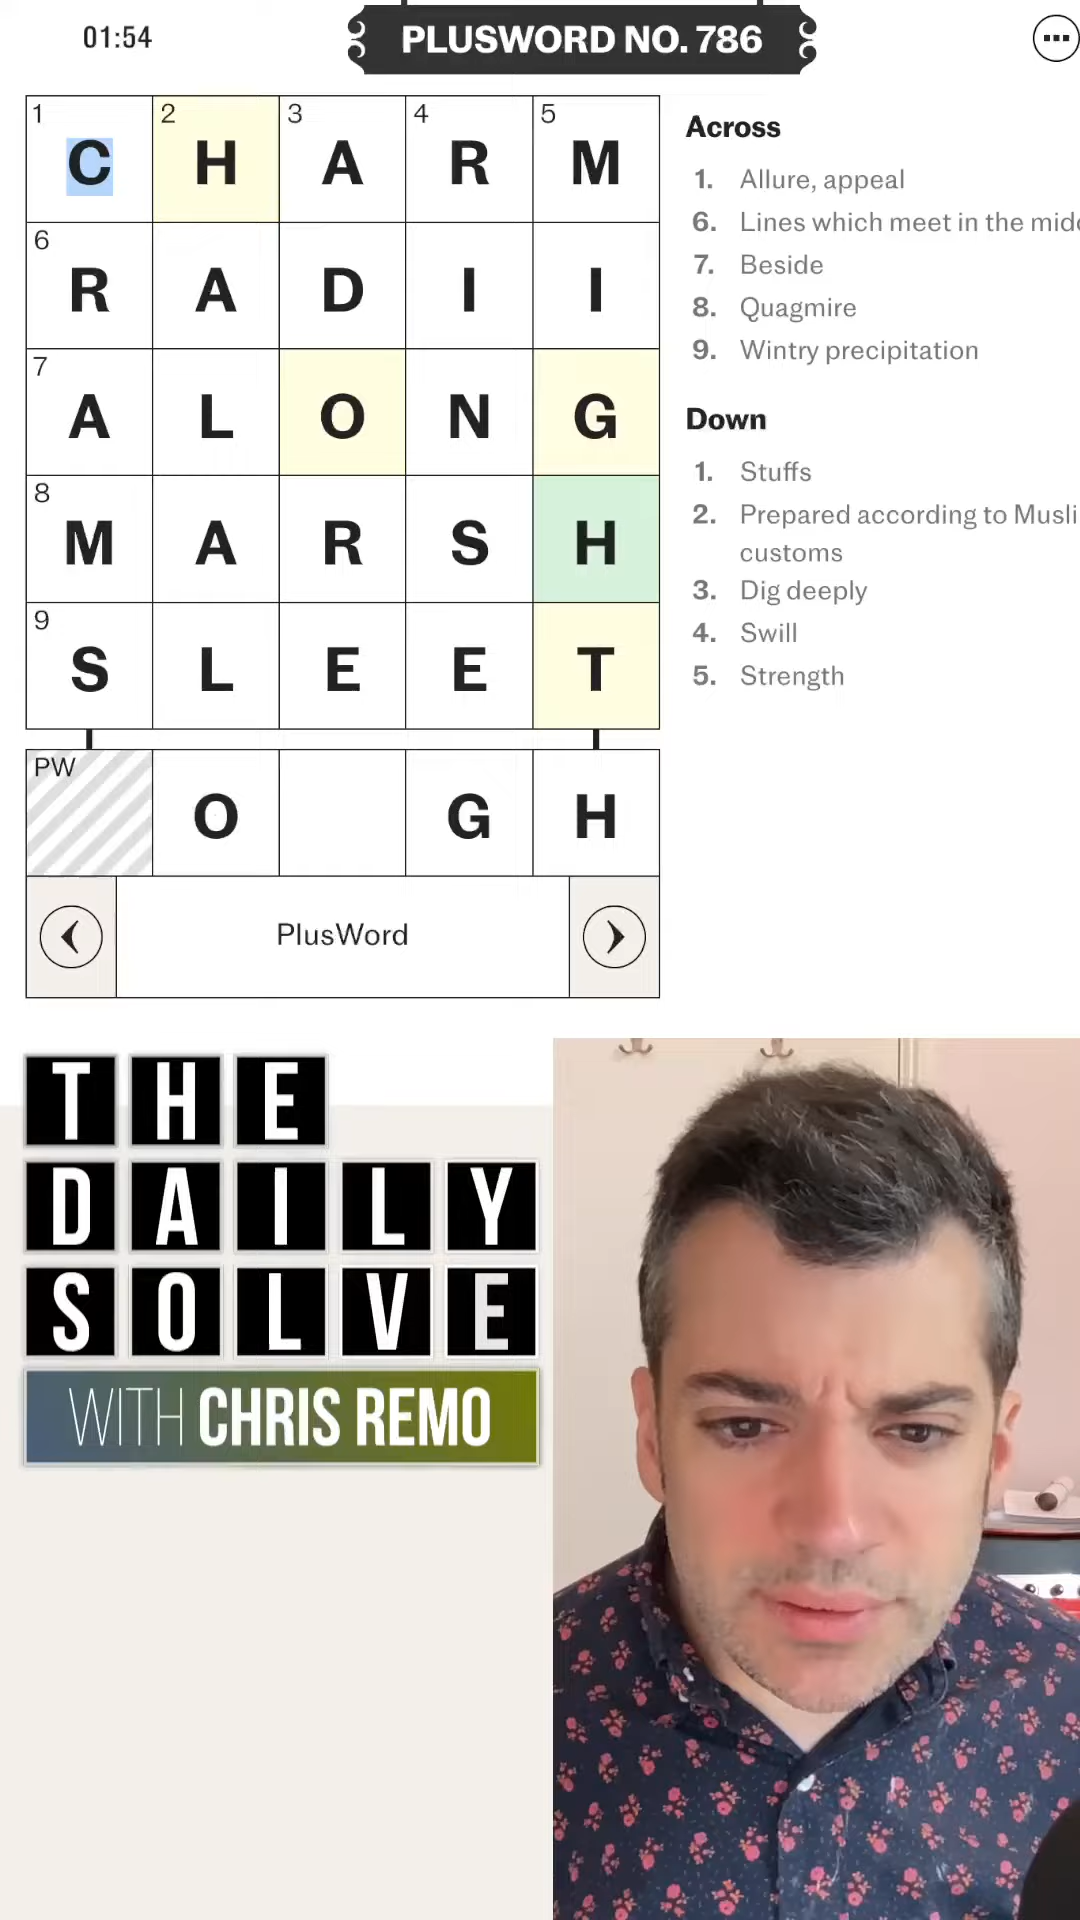 01:54
PLUSWORD NO. 786
1 C 2 H 3 A 4 R 5 M
6 R A D I I
7 A L O N G
8 M A R S H
9 S L E E T
PW O G H
PlusWord
Across
1. Allure, appeal
6. Lines which meet in the
7. Beside
8. Quagmire
9. Wintry precipitation
Down
1. Stuffs
2. Prepared according to
customs
3. Dig deeply
4. Swill
5. Strength
THE
DAILY
SOLVE
WITH CHRIS REMO